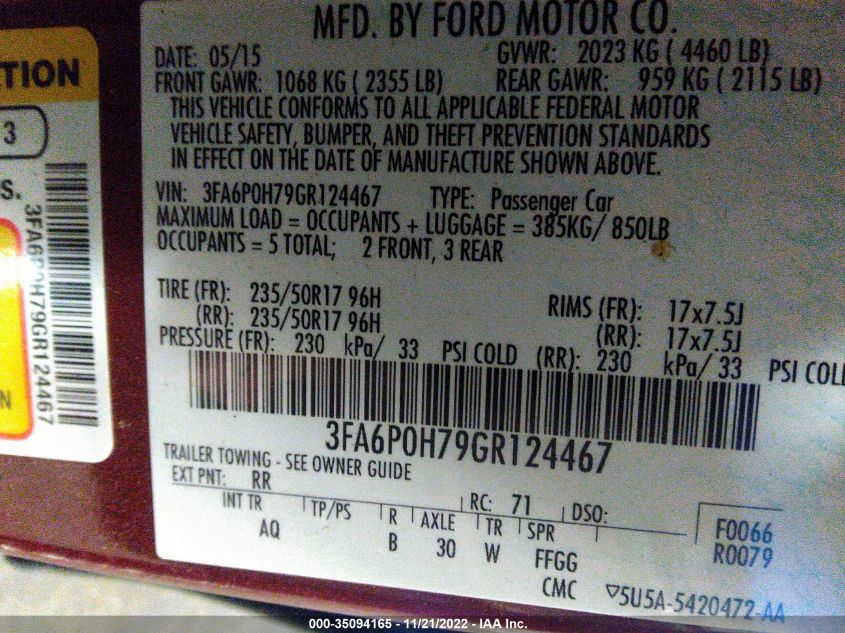 MFD. BY FORD MOTOR CO.
DATE: 05/15 GVWR: 2023 KG ( 4460 LB)
FRONT GAWR: 1068 KG ( 2355 LB) REAR GAWR: 959 KG ( 2115 LB)
THIS VEHICLE CONFORMS TO ALL APPLICABLE FEDERAL MOTOR
VEHICLE SAFETY, BUMPER, AND THEFT PREVENTION STANDARDS
IN EFFECT ON THE DATE OF MANUFACTURE SHOWN ABOVE.
VIN: 3FA6P0H79GR124467 TYPE: Passenger Car
MAXIMUM LOAD = OCCUPANTS + LUGGAGE = 385KG/ 850LB
OCCUPANTS = 5 TOTAL; 2 FRONT, 3 REAR
TIRE (FR): 235/50R17 96H RIMS (FR): 17x7.5J
(RR): 235/50R17 96H (RR): 17x7.5J
PRESSURE (FR): 230 kPa/ 33 PSI COLD (RR): 230 kPa/ 33 PSI COLD
3FA6P0H79GR124467
TRAILER TOWING - SEE OWNER GUIDE
EXT PNT: RR RC: 71 DSO:
INT TR TP/PS R AXLE TR SPR F0066
AQ B 30 W FFGG R0079
CMC ▽5U5A-5420472-AA
TION
3
S.
3FA6P0H79GR124467
N
000-35094165 - 11/21/2022 - IAA Inc.